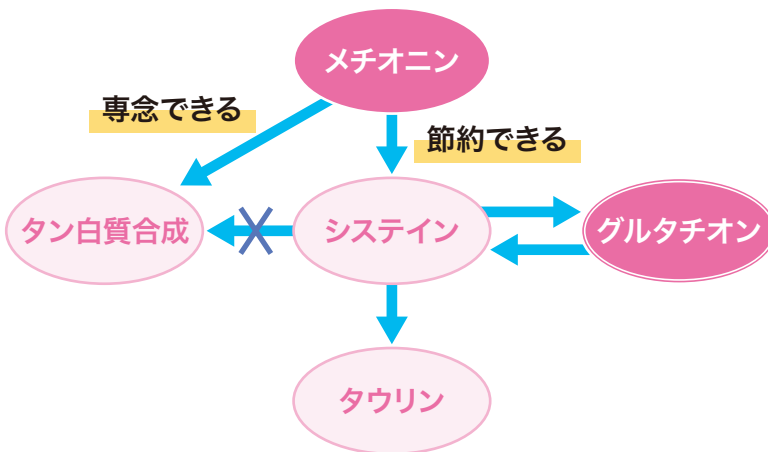 メチオニン
専念できる
節約できる
タン白質合成
システイン
グルタチオン
タウリン